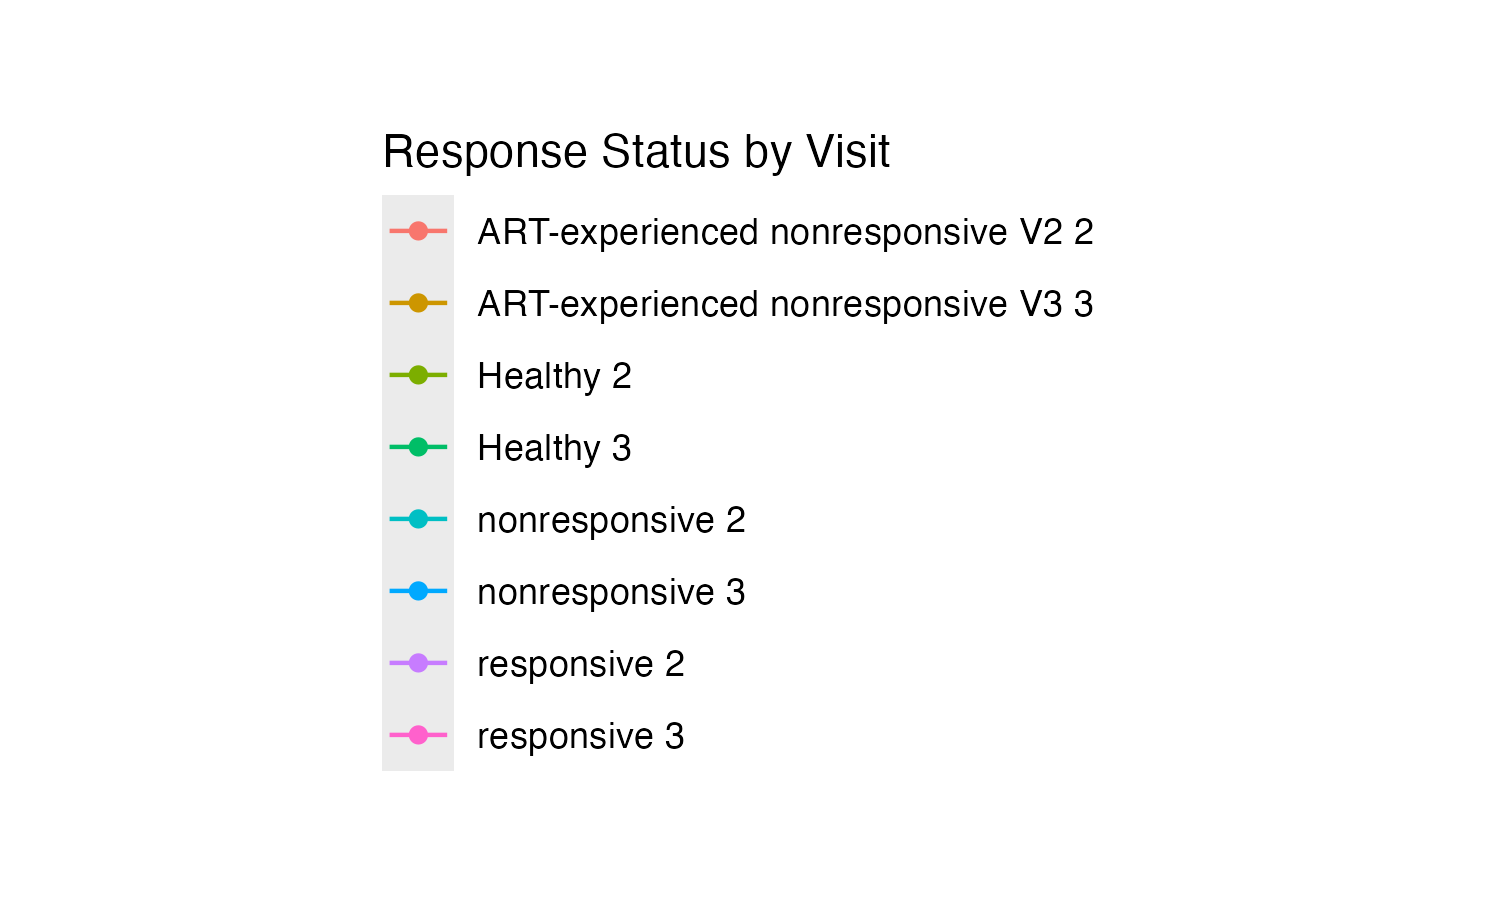 Response Status by Visit
ART-experienced nonresponsive V2 2
ART-experienced nonresponsive V3 3
Healthy 2
Healthy 3
nonresponsive 2
nonresponsive 3
responsive 2
responsive 3